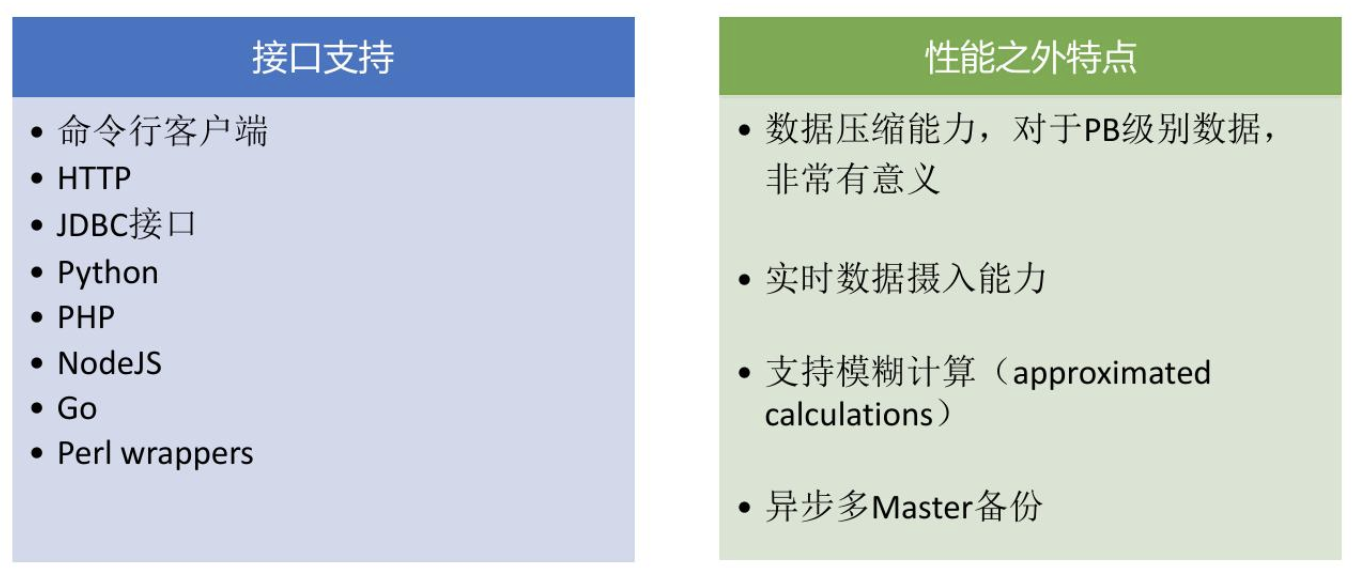 接口支持
• 命令行客户端
• HTTP
• JDBC接口
• Python
• PHP
• NodeJS
• Go
• Perl wrappers
性能之外特点
• 数据压缩能力，对于PB级别数据，
非常有意义
• 实时数据摄入能力
• 支持模糊计算（approximated
calculations）
• 异步多Master备份